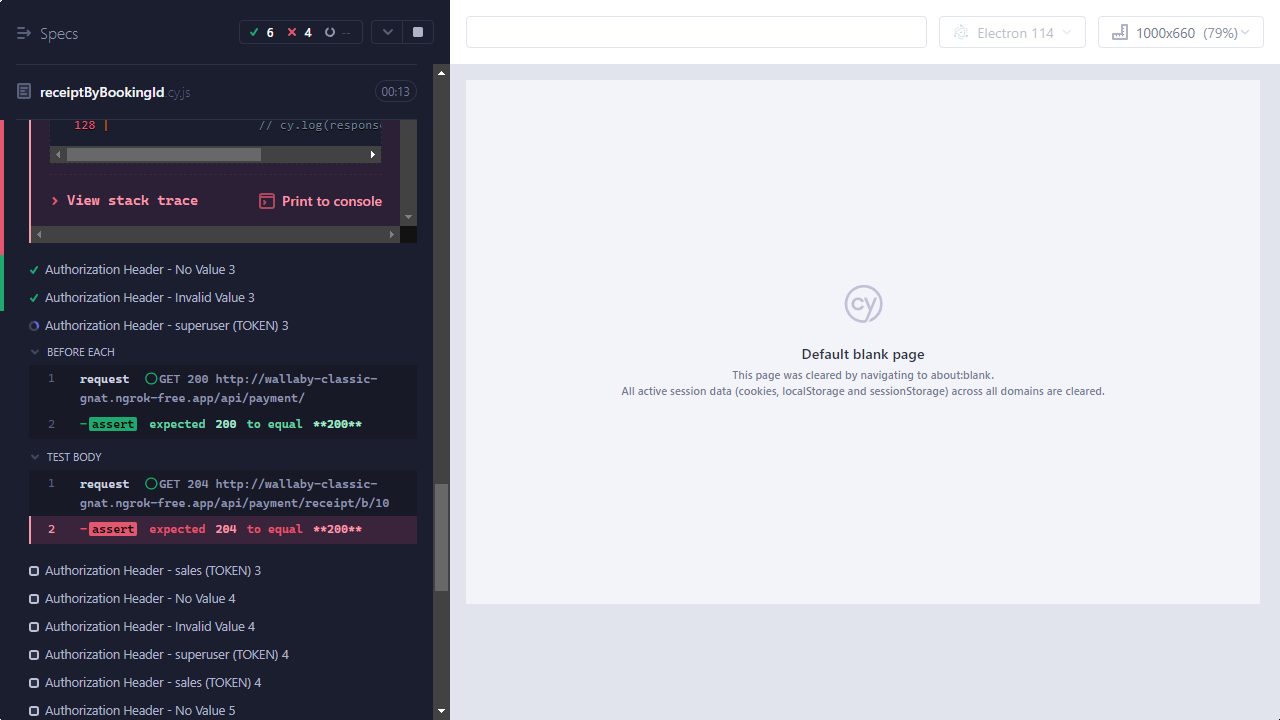 Specs
6 4 --
Electron 114
1000x660 (79%)
receiptByBookingId.cy.js
00:13
128 | // cy.log(respons
> View stack trace
Print to console
Authorization Header - No Value 3
Authorization Header - Invalid Value 3
Authorization Header - superuser (TOKEN) 3
BEFORE EACH
1 request GET 200 http://wallaby-classic-
gnat.ngrok-free.app/api/payment/
2 -assert expected 200 to equal **200**
TEST BODY
1 request GET 204 http://wallaby-classic-
gnat.ngrok-free.app/api/payment/receipt/b/10
2 -assert expected 204 to equal **200**
Authorization Header - sales (TOKEN) 3
Authorization Header - No Value 4
Authorization Header - Invalid Value 4
Authorization Header - superuser (TOKEN) 4
Authorization Header - sales (TOKEN) 4
Authorization Header - No Value 5
cy
Default blank page
This page was cleared by navigating to about:blank.
All active session data (cookies, localStorage and sessionStorage) across all domains are cleared.